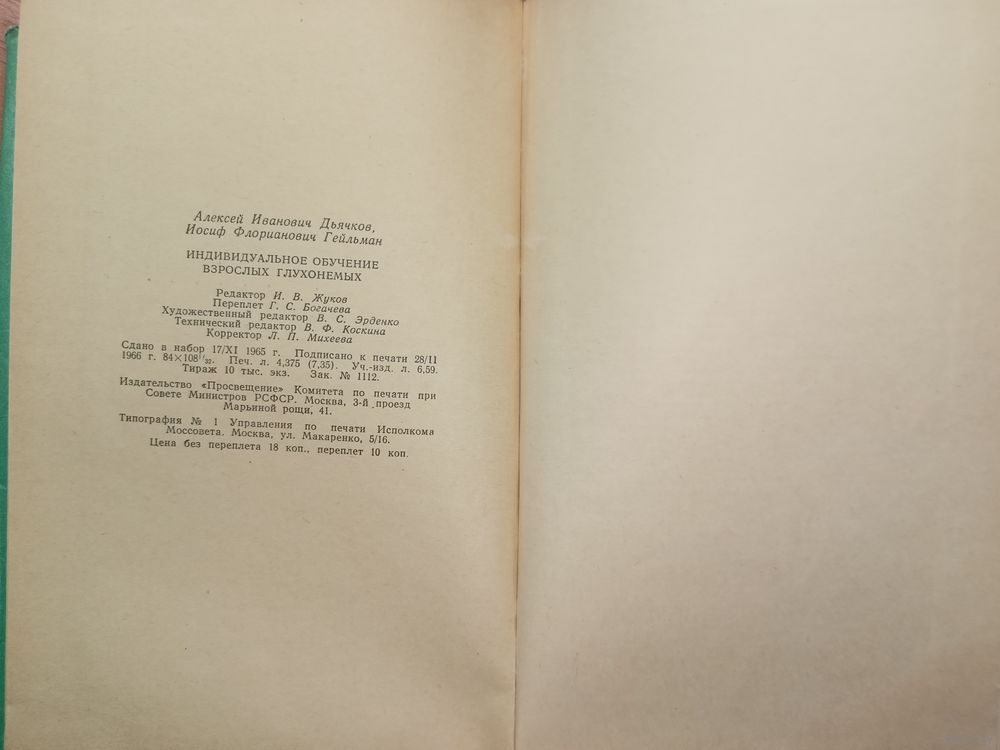 Алексей Иванович Дьячков,
Иосиф Флорианович Гейльман
ИНДИВИДУАЛЬНОЕ ОБУЧЕНИЕ
ВЗРОСЛЫХ ГЛУХОНЕМЫХ
Редактор И. В. Жуков
Переплет Г. С. Богачева
Художественный редактор В. С. Эрденко
Технический редактор В. Ф. Коскина
Корректор Л. П. Михеева
Сдано в набор 17/XI 1965 г. Подписано к печати 28/II
1966 г. 84×108¹/₃₂. Печ. л. 4,375 (7,35). Уч.-изд. л. 6,59.
Тираж 10 тыс. экз. Зак. № 1112.
Издательство «Просвещение» Комитета по печати при
Совете Министров РСФСР. Москва, 3-й проезд
Марьиной рощи, 41.
Типография № 1 Управления по печати Исполкома
Моссовета. Москва, ул. Макаренко, 5/16.
Цена без переплета 18 коп., переплет 10 коп.